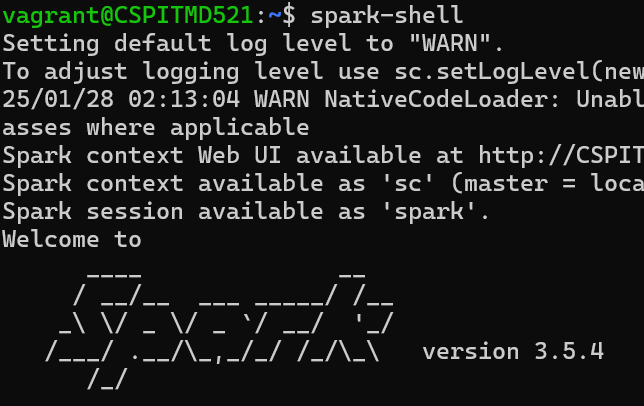 vagrant@CSPITMD521:~$ spark-shell
Setting default log level to "WARN".
To adjust logging level use sc.setLogLevel(new
25/01/28 02:13:04 WARN NativeCodeLoader: Unabl
asses where applicable
Spark context Web UI available at http://CSPIT
Spark context available as 'sc' (master = loca
Spark session available as 'spark'.
Welcome to
      ____              __
     / __/__  ___ _____/ /__
    _\ \/ _ \/ _ `/ __/  '_/
   /___/ .__/\_,_/_/ /_/\_\   version 3.5.4
      /_/